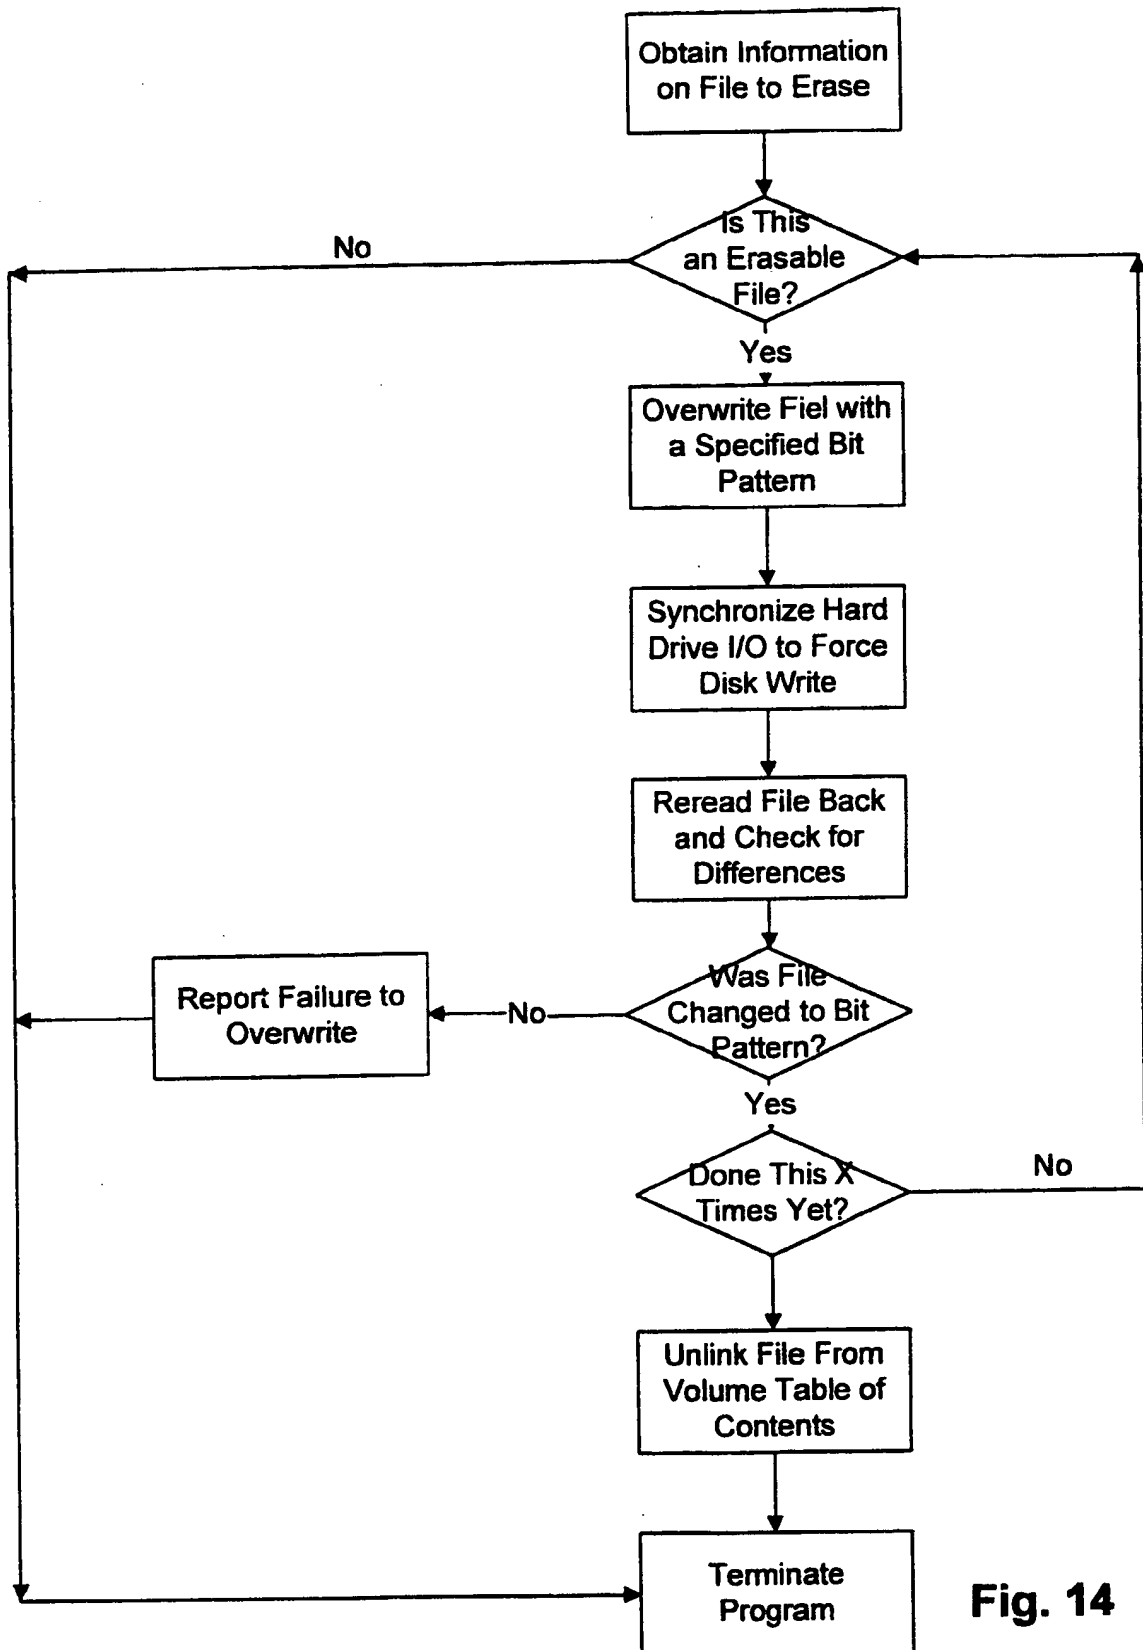 Obtain Information
on File to Erase
Is This
an Erasable
File?
No
Yes
Overwrite Fiel with
a Specified Bit
Pattern
Synchronize Hard
Drive I/O to Force
Disk Write
Reread File Back
and Check for
Differences
Was File
Changed to Bit
Pattern?
No
Report Failure to
Overwrite
Yes
Done This X
Times Yet?
No
Unlink File From
Volume Table of
Contents
Terminate
Program
Fig. 14